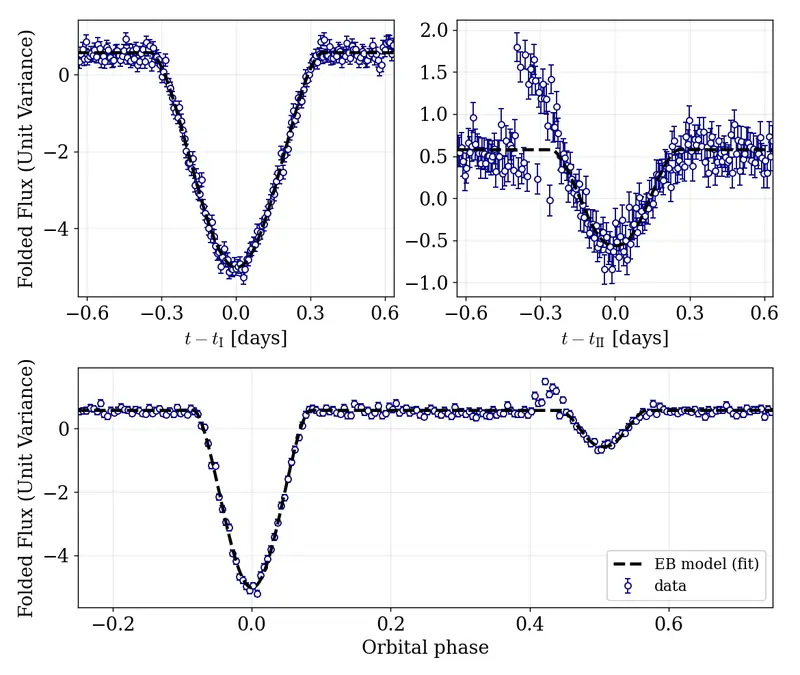 Folded Flux (Unit Variance)
0
−2
−4
−0.6 −0.3 0.0 0.3 0.6
t − t_I [days]
2.0
1.5
1.0
0.5
0.0
−0.5
−1.0
−0.6 −0.3 0.0 0.3 0.6
t − t_II [days]
Folded Flux (Unit Variance)
0
−2
−4
EB model (fit)
data
−0.2 0.0 0.2 0.4 0.6
Orbital phase